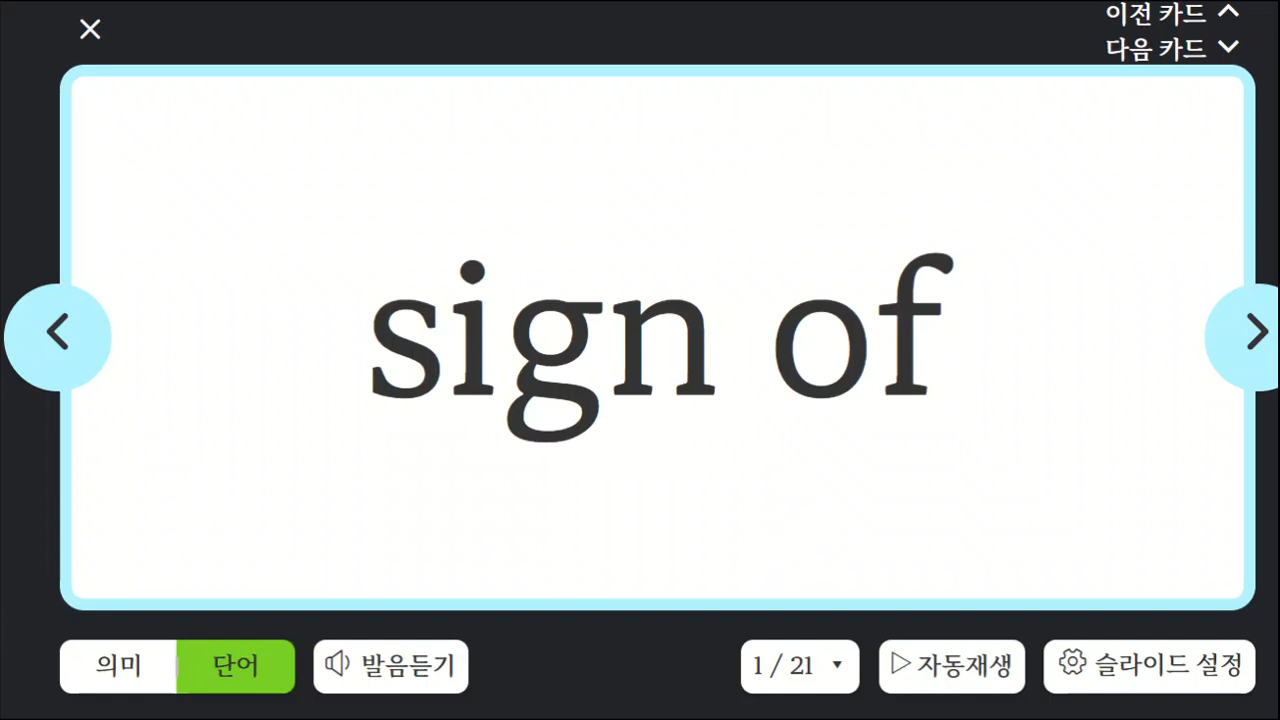 이전 카드
다음 카드
sign of
의미
단어
발음듣기
1 / 21
자동재생
슬라이드 설정